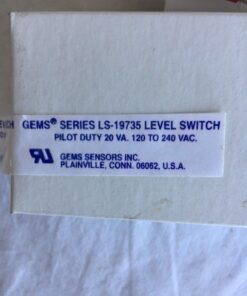 GEMS® SERIES LS-19735 LEVEL SWITCH
PILOT DUTY 20 VA. 120 TO 240 VAC.
GEMS SENSORS INC.
PLAINVILLE, CONN. 06062, U.S.A.